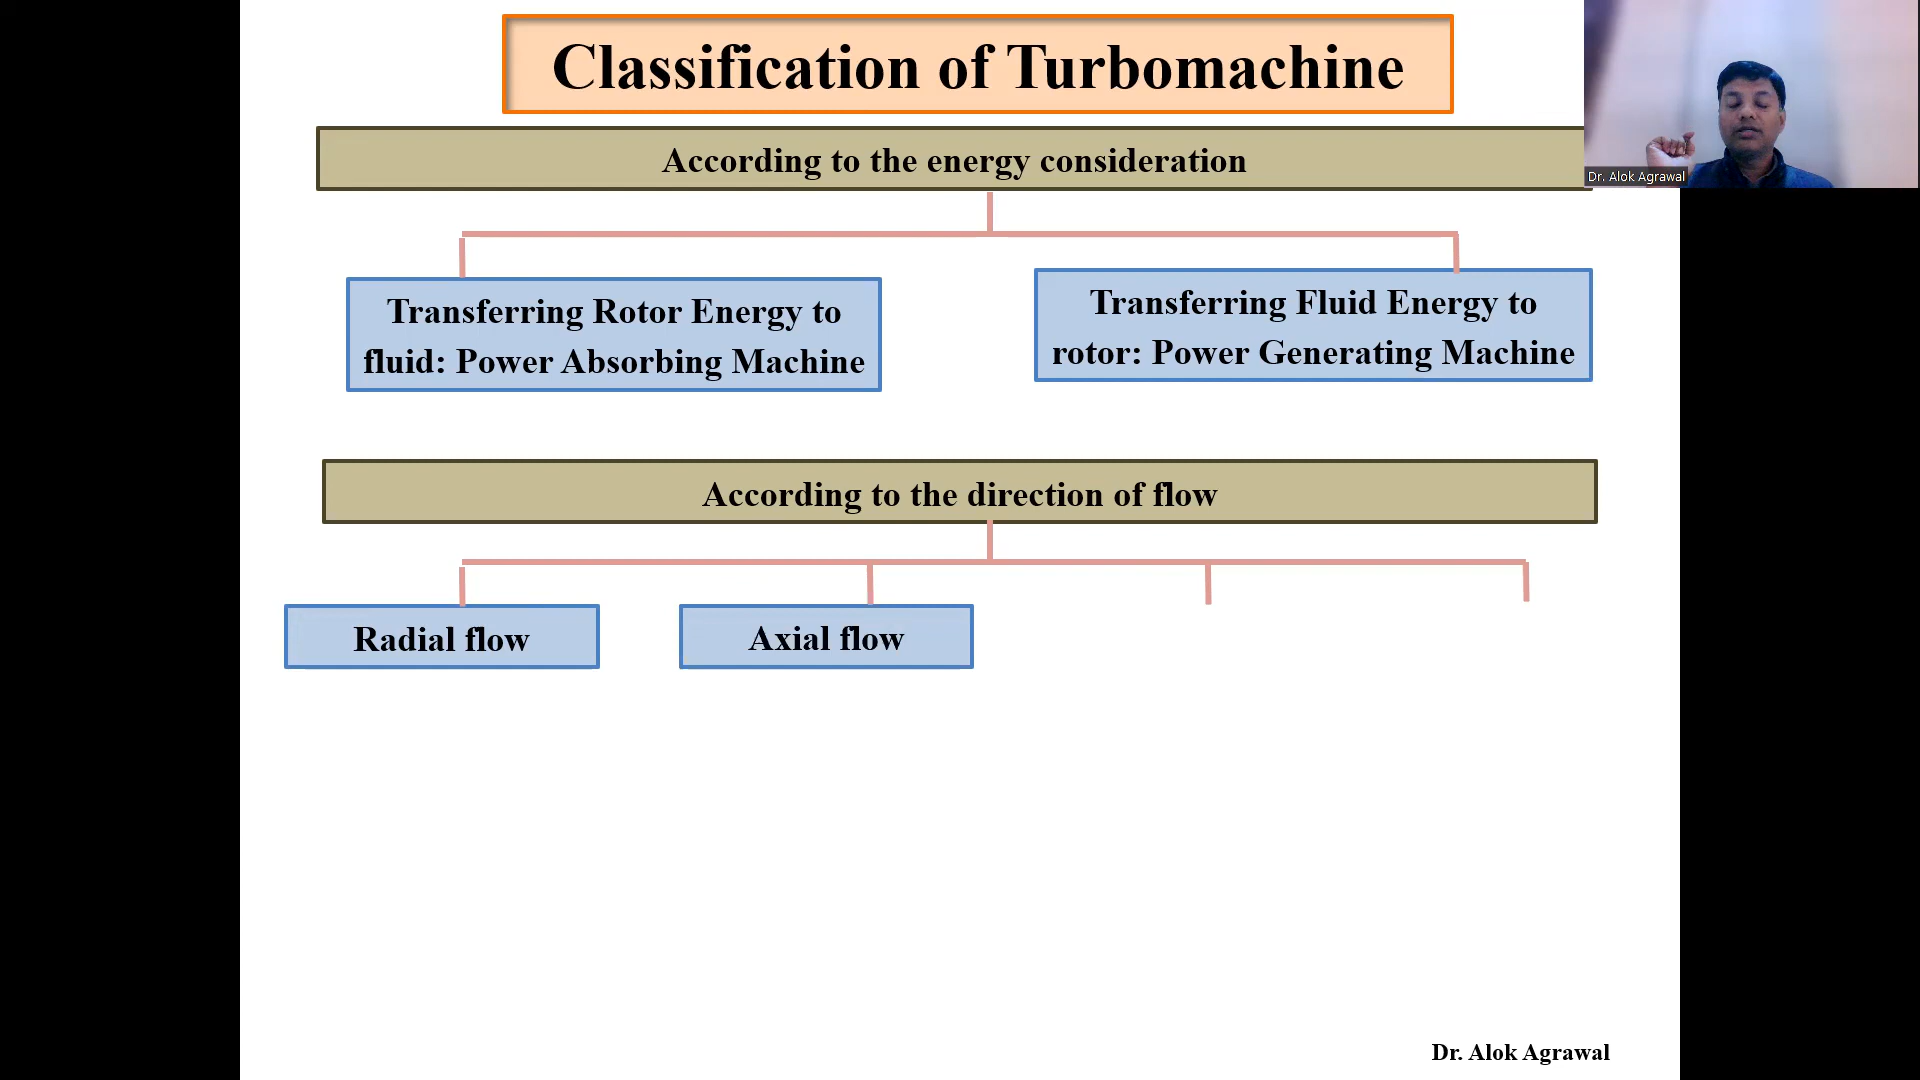 Classification of Turbomachine
According to the energy consideration
Dr. Alok Agrawal
Transferring Rotor Energy to
fluid: Power Absorbing Machine
Transferring Fluid Energy to
rotor: Power Generating Machine
According to the direction of flow
Radial flow
Axial flow
Dr. Alok Agrawal